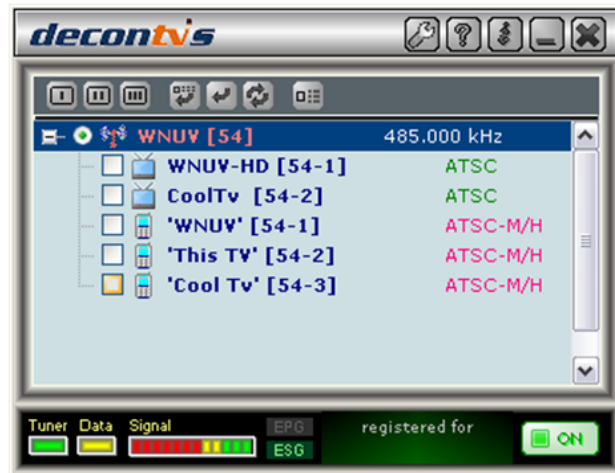 decontvis
WNUV [54] 485.000 kHz
WNUV-HD [54-1] ATSC
CoolTv [54-2] ATSC
'WNUV' [54-1] ATSC-M/H
'This TV' [54-2] ATSC-M/H
'Cool Tv' [54-3] ATSC-M/H
Tuner Data Signal EPG registered for ON
ESG